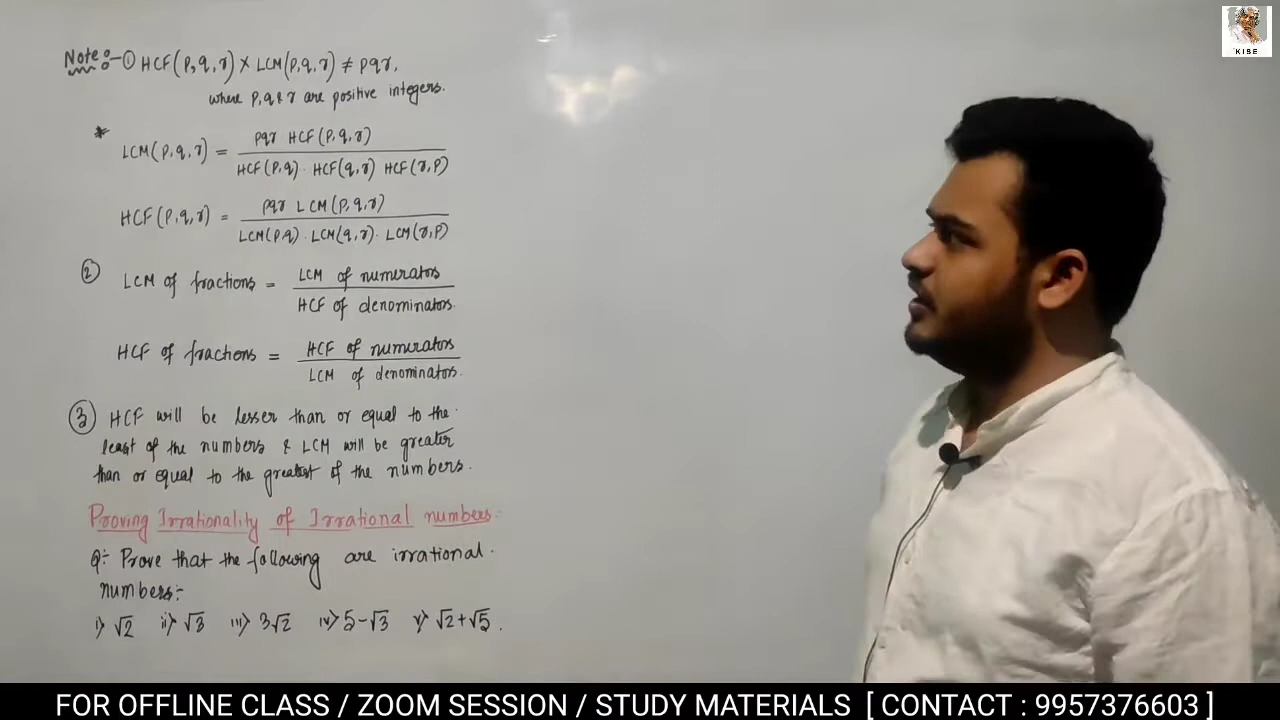 Note:- ① HCF(P,q,r) × LCM(P,q,r) ≠ pqr,
where p,q & r are positive integers.
* LCM(P,q,r) = pqr HCF(P,q,r) / HCF(P,q) . HCF(q,r) HCF(r,P)
HCF(P,q,r) = pqr LCM(P,q,r) / LCM(P,q) . LCM(q,r) . LCM(r,P)
② LCM of fractions = LCM of numerators / HCF of denominators.
HCF of fractions = HCF of numerators / LCM of denominators.
③ HCF will be lesser than or equal to the
least of the numbers & LCM will be greater
than or equal to the greatest of the numbers.
Proving Irrationality of Irrational numbers:-
Q:- Prove that the following are irrational
numbers:-
i> √2 ii> √3 iii> 3√2 iv> 5-√3 v> √2+√5.
KISE
FOR OFFLINE CLASS / ZOOM SESSION / STUDY MATERIALS [ CONTACT : 9957376603 ]